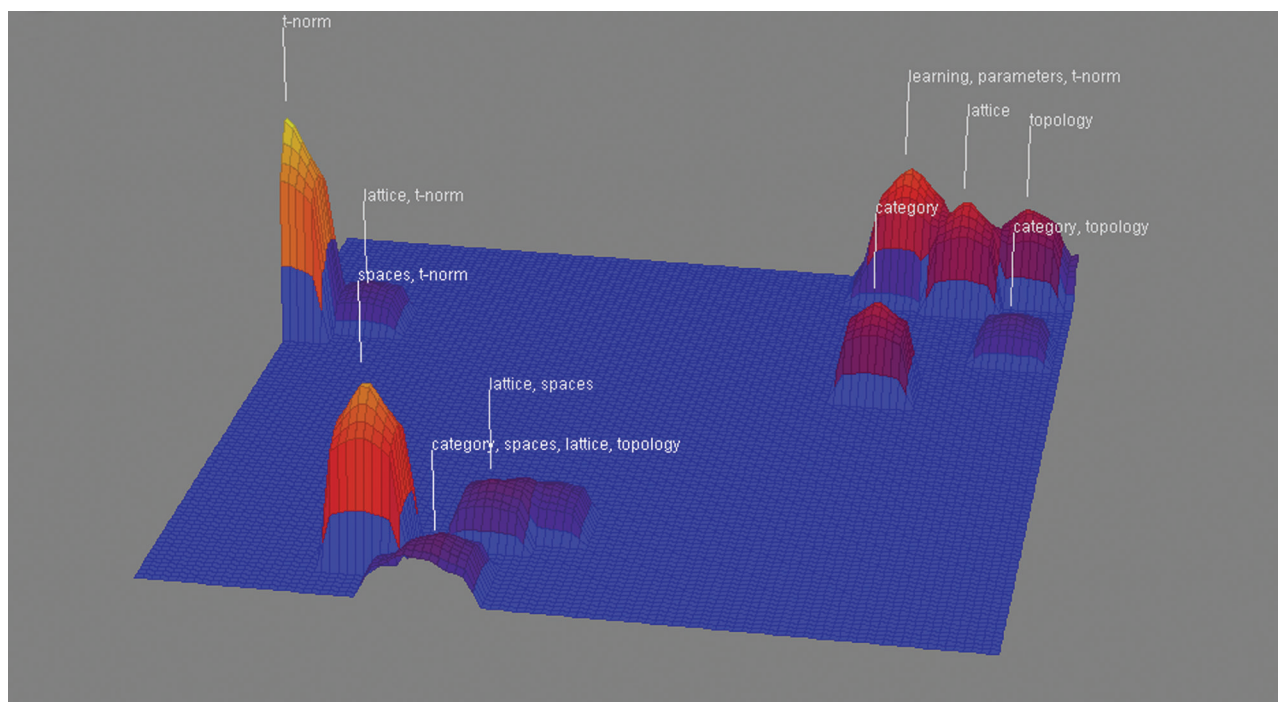 t-norm
learning, parameters, t-norm
lattice
topology
lattice, t-norm
category
category, topology
spaces, t-norm
lattice, spaces
category, spaces, lattice, topology